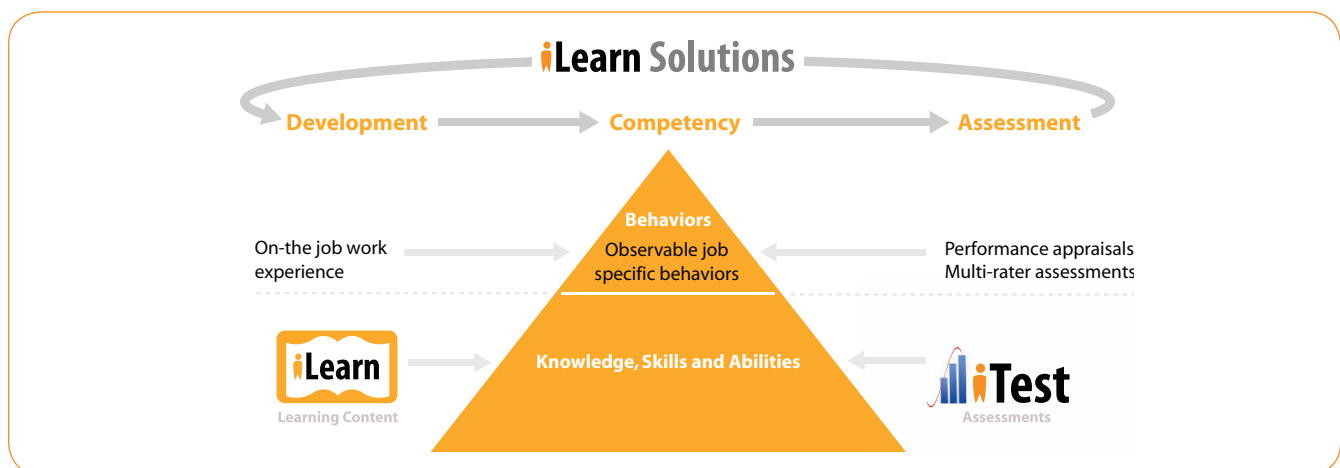 iLearn Solutions
Development
Competency
Assessment
Behaviors
On-the job work
experience
Observable job
specific behaviors
Performance appraisals
Multi-rater assessments
iLearn
Learning Content
Knowledge, Skills and Abilities
iTest
Assessments